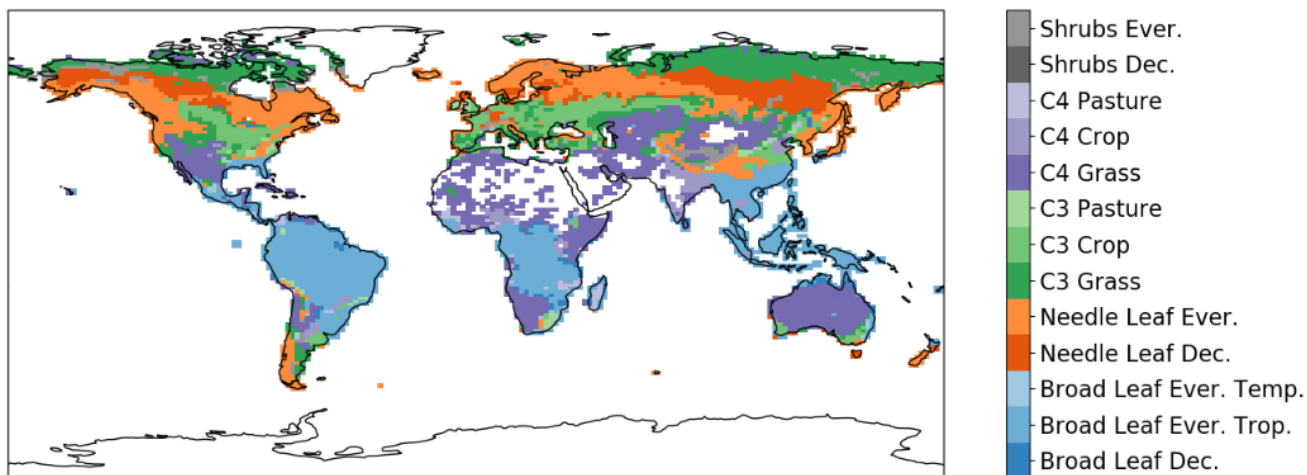 Shrubs Ever.
Shrubs Dec.
C4 Pasture
C4 Crop
C4 Grass
C3 Pasture
C3 Crop
C3 Grass
Needle Leaf Ever.
Needle Leaf Dec.
Broad Leaf Ever. Temp.
Broad Leaf Ever. Trop.
Broad Leaf Dec.